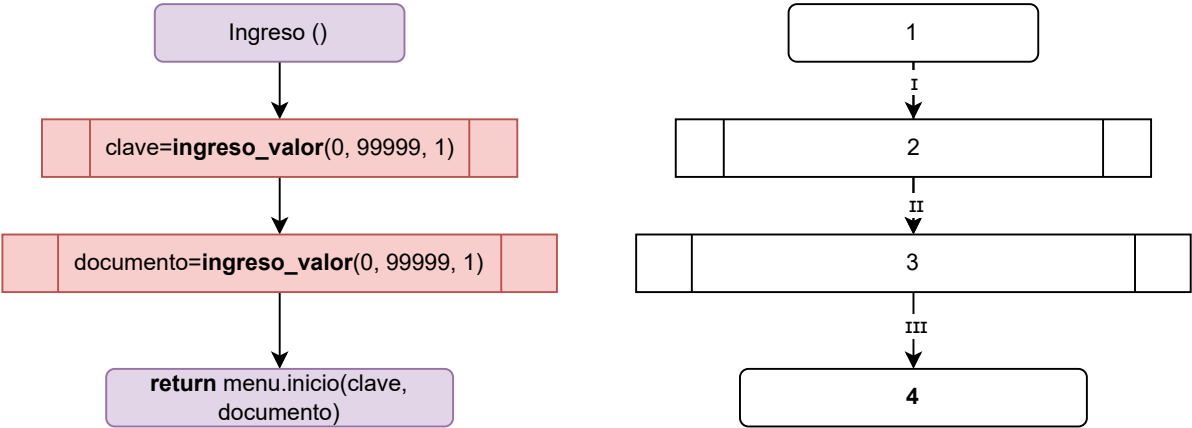 Ingreso ()
clave=ingreso_valor(0, 99999, 1)
documento=ingreso_valor(0, 99999, 1)
return menu.inicio(clave,
documento)
1
I
2
II
3
III
4